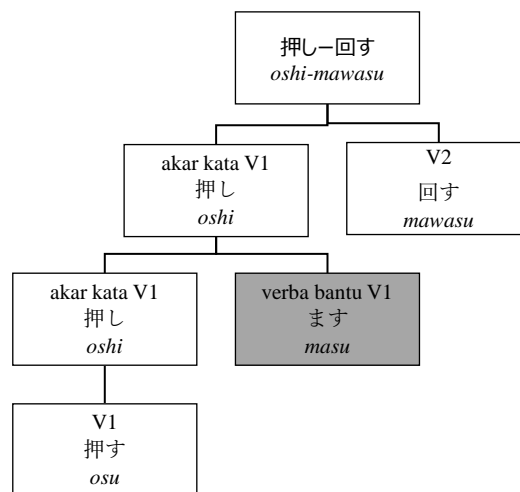 押し－回す
oshi-mawasu
akar kata V1
押し
oshi
V2
回す
mawasu
akar kata V1
押し
oshi
verba bantu V1
ます
masu
V1
押す
osu